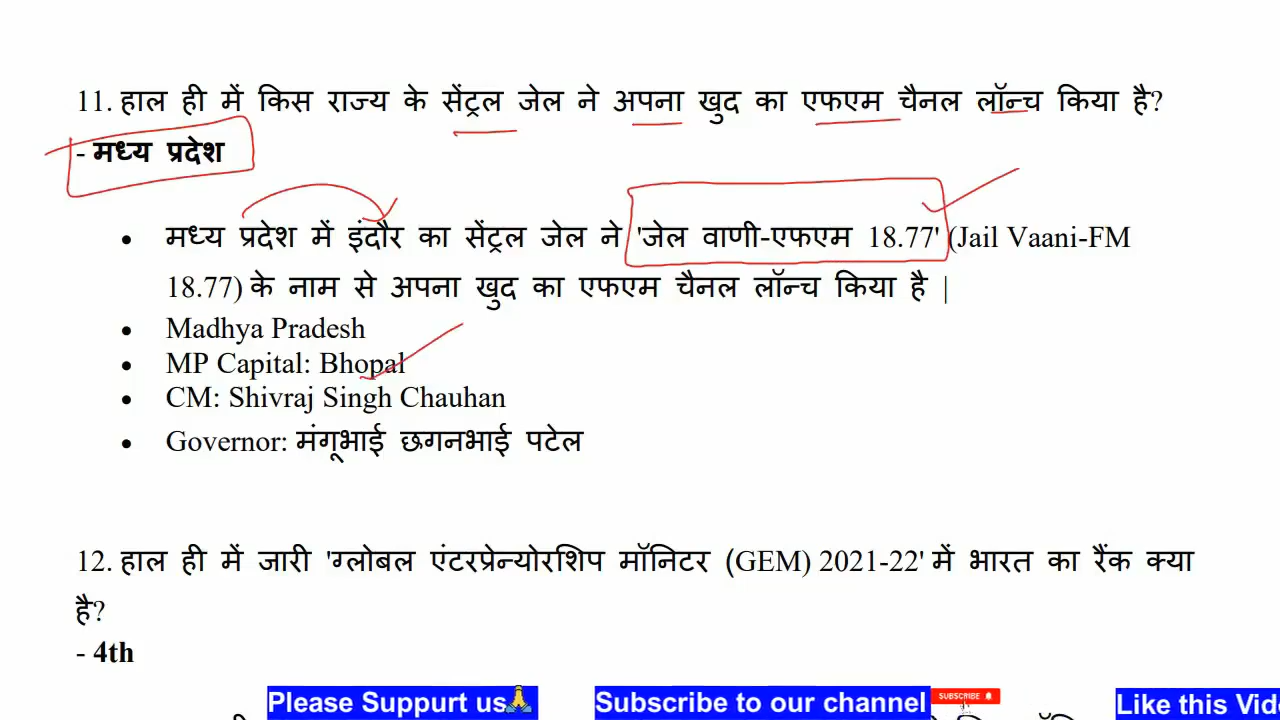 11. हाल ही में किस राज्य के सेंट्रल जेल ने अपना खुद का एफएम चैनल लॉन्च किया है?
- मध्य प्रदेश
• मध्य प्रदेश में इंदौर का सेंट्रल जेल ने 'जेल वाणी-एफएम 18.77' (Jail Vaani-FM
18.77) के नाम से अपना खुद का एफएम चैनल लॉन्च किया है |
• Madhya Pradesh
• MP Capital: Bhopal
• CM: Shivraj Singh Chauhan
• Governor: मंगूभाई छगनभाई पटेल
12. हाल ही में जारी 'ग्लोबल एंटरप्रेन्योरशिप मॉनिटर (GEM) 2021-22' में भारत का रैंक क्या
है?
- 4th
Please Suppurt us🙏 Subscribe to our channel SUBSCRIBE Like this Vid